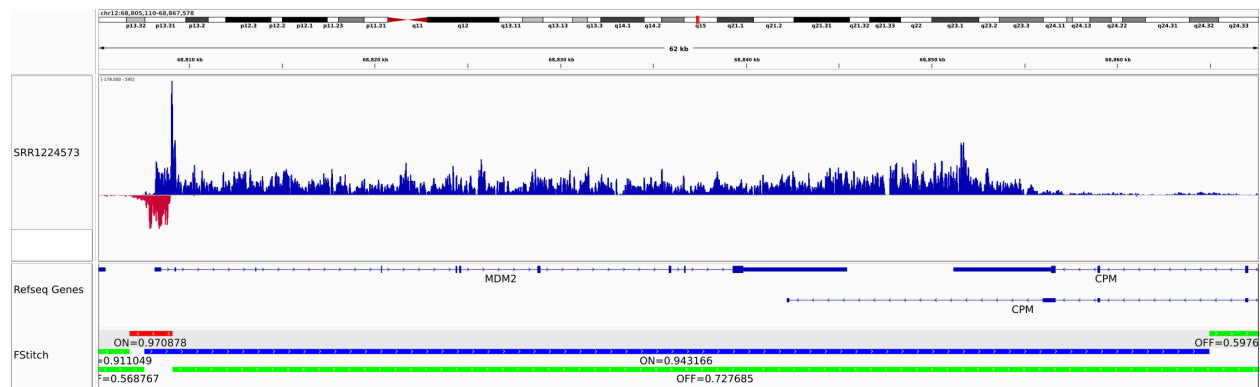 chr12:68,805,110-68,867,578
p13.32 p13.31 p13.2 p12.3 p12.2 p12.1 p11.23 p11.21 q11 q12 q13.11 q13.13 q13.3 q14.1 q14.2 q15 q21.1 q21.2 q21.31 q21.32 q21.33 q22 q23.1 q23.2 q23.3 q24.11 q24.13 q24.22 q24.31 q24.32 q24.33
62 kb
68,810 kb 68,820 kb 68,830 kb 68,840 kb 68,850 kb 68,860 kb
[-178.000 - 595]
SRR1224573
MDM2 CPM
Refseq Genes
CPM
ON=0.970878 OFF=0.5976
FStitch
=0.911049 ON=0.943166
F=0.568767 OFF=0.727685